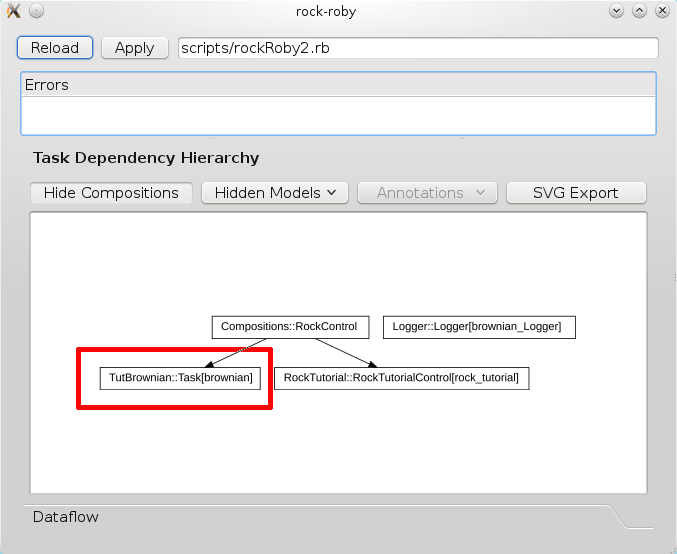 rock-roby
Reload Apply scripts/rockRoby2.rb
Errors
Task Dependency Hierarchy
Hide Compositions Hidden Models Annotations SVG Export
Compositions::RockControl Logger::Logger[brownian_Logger]
TutBrownian::Task[brownian] RockTutorial::RockTutorialControl[rock_tutorial]
Dataflow